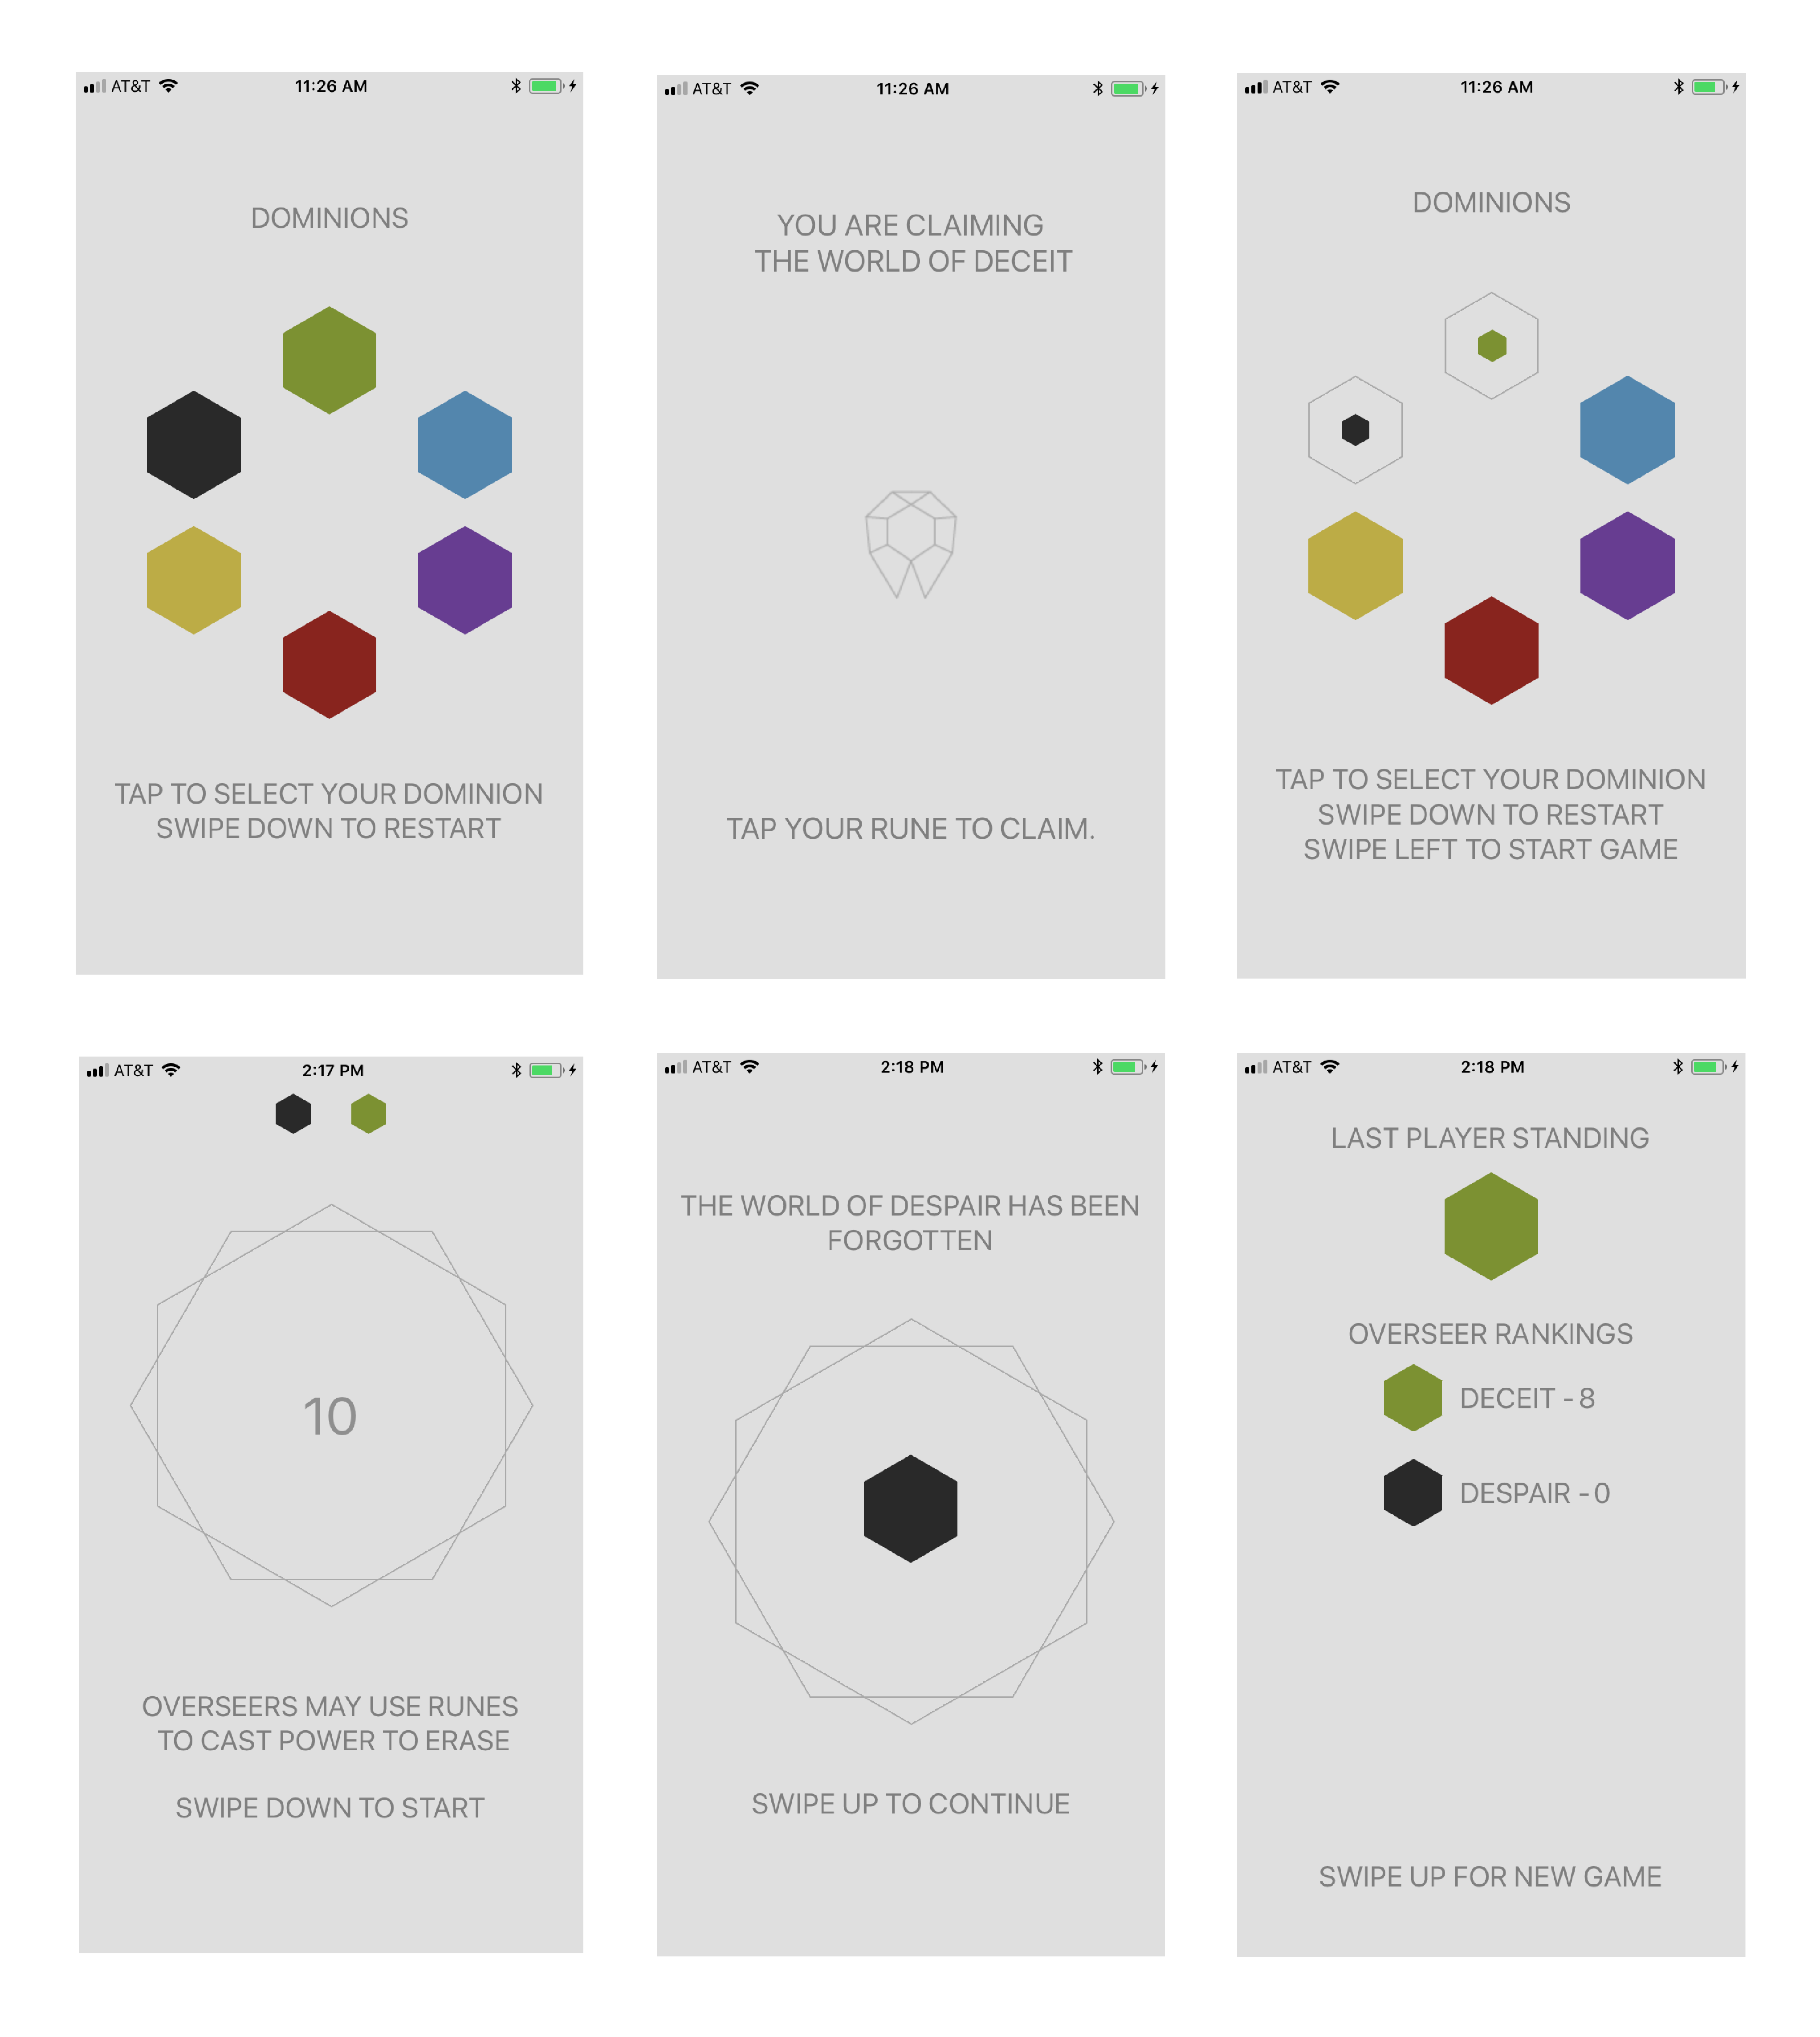 AT&T 11:26 AM
DOMINIONS
TAP TO SELECT YOUR DOMINION
SWIPE DOWN TO RESTART
AT&T 11:26 AM
YOU ARE CLAIMING
THE WORLD OF DECEIT
TAP YOUR RUNE TO CLAIM.
AT&T 11:26 AM
DOMINIONS
TAP TO SELECT YOUR DOMINION
SWIPE DOWN TO RESTART
SWIPE LEFT TO START GAME
AT&T 2:17 PM
10
OVERSEERS MAY USE RUNES
TO CAST POWER TO ERASE
SWIPE DOWN TO START
AT&T 2:18 PM
THE WORLD OF DESPAIR HAS BEEN
FORGOTTEN
SWIPE UP TO CONTINUE
AT&T 2:18 PM
LAST PLAYER STANDING
OVERSEER RANKINGS
DECEIT - 8
DESPAIR - 0
SWIPE UP FOR NEW GAME